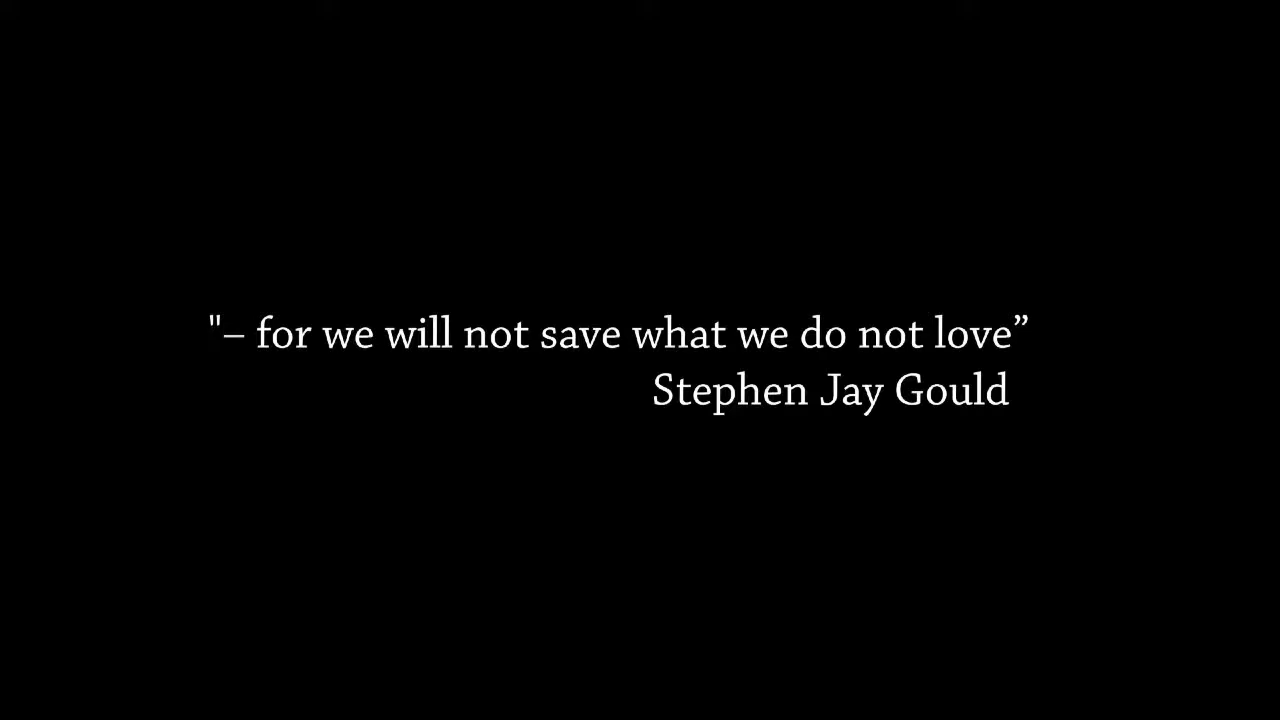 "– for we will not save what we do not love”
Stephen Jay Gould